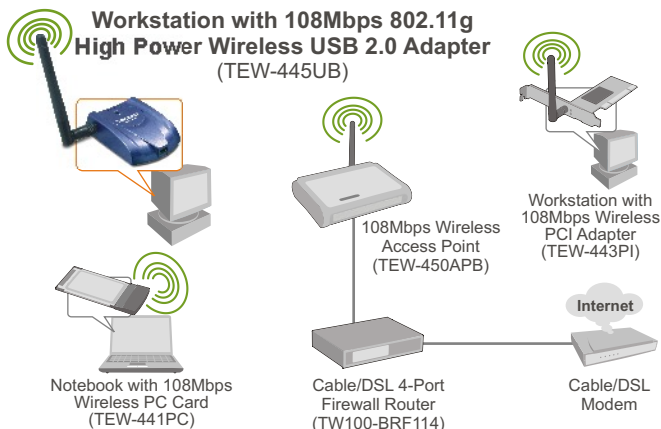 Workstation with 108Mbps 802.11g
High Power Wireless USB 2.0 Adapter
(TEW-445UB)
108Mbps Wireless
Access Point
(TEW-450APB)
Workstation with
108Mbps Wireless
PCI Adapter
(TEW-443PI)
Internet
Notebook with 108Mbps
Wireless PC Card
(TEW-441PC)
Cable/DSL 4-Port
Firewall Router
(TW100-BRF114)
Cable/DSL
Modem